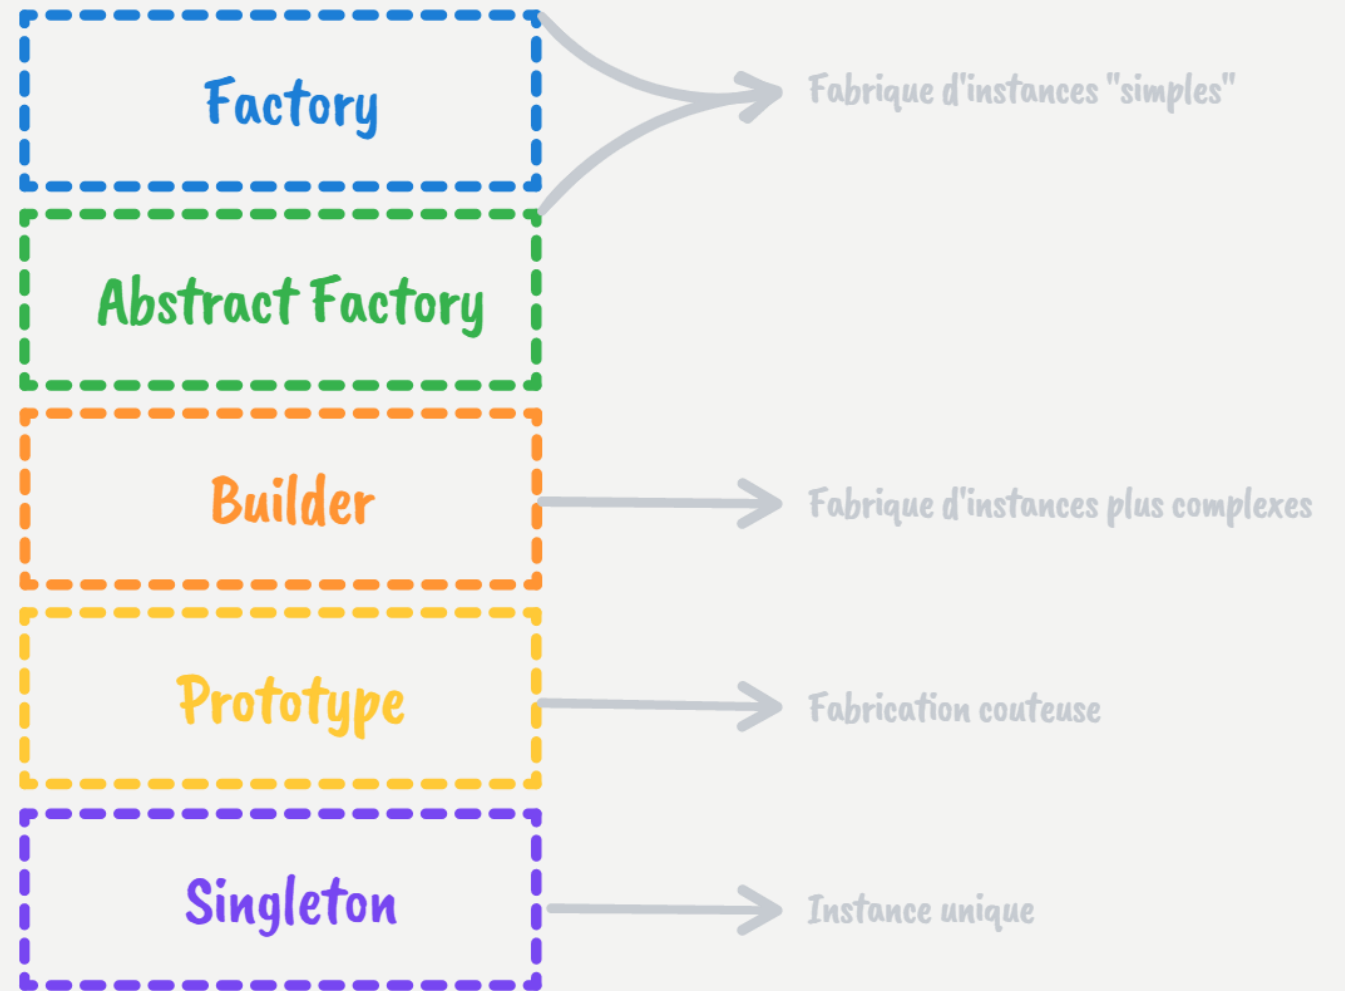 Factory
Fabrique d'instances "simples"
Abstract Factory
Builder
Fabrique d'instances plus complexes
Prototype
Fabrication couteuse
Singleton
Instance unique